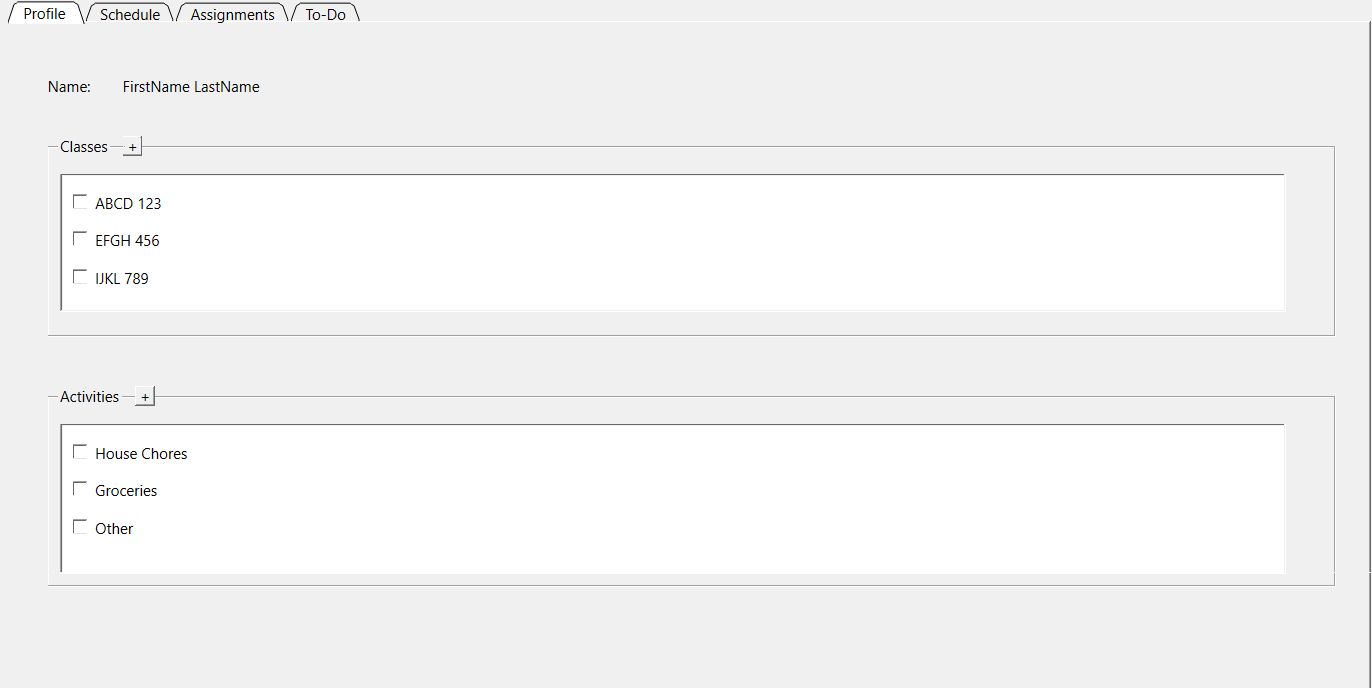 Profile Schedule Assignments To-Do
Name: FirstName LastName
Classes +
ABCD 123
EFGH 456
IJKL 789
Activities +
House Chores
Groceries
Other